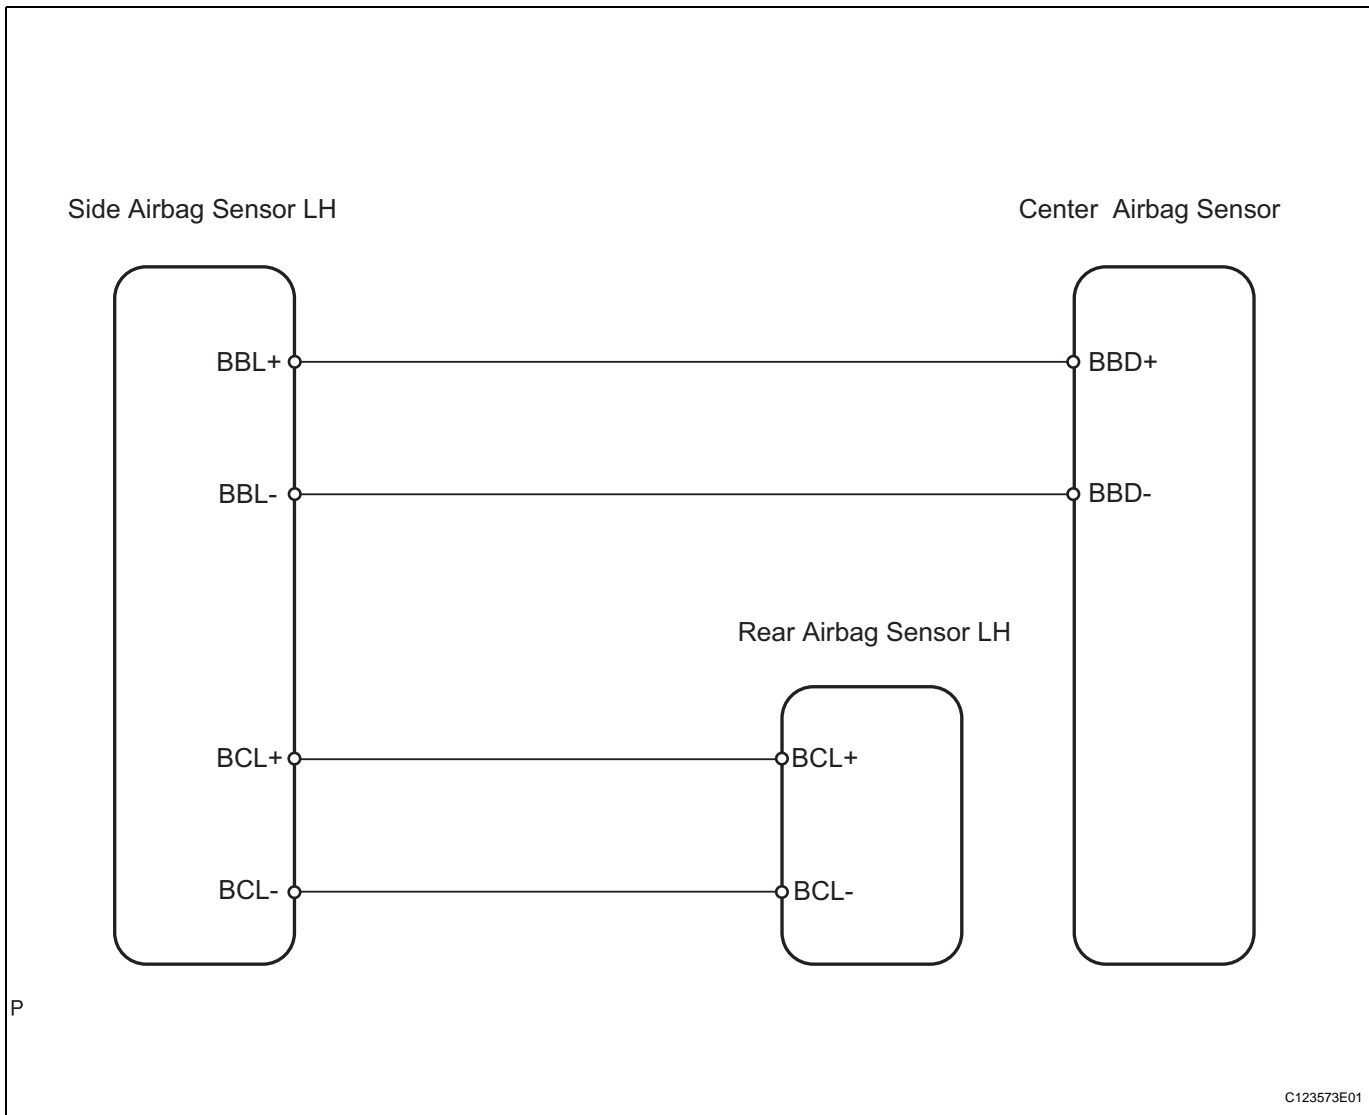 Side Airbag Sensor LH
Center Airbag Sensor
BBL+
BBD+
BBL-
BBD-
Rear Airbag Sensor LH
BCL+
BCL+
BCL-
BCL-
P
C123573E01